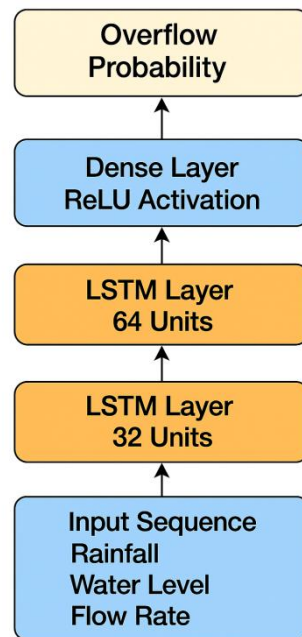 Overflow
Probability
Dense Layer
ReLU Activation
LSTM Layer
64 Units
LSTM Layer
32 Units
Input Sequence
Rainfall
Water Level
Flow Rate